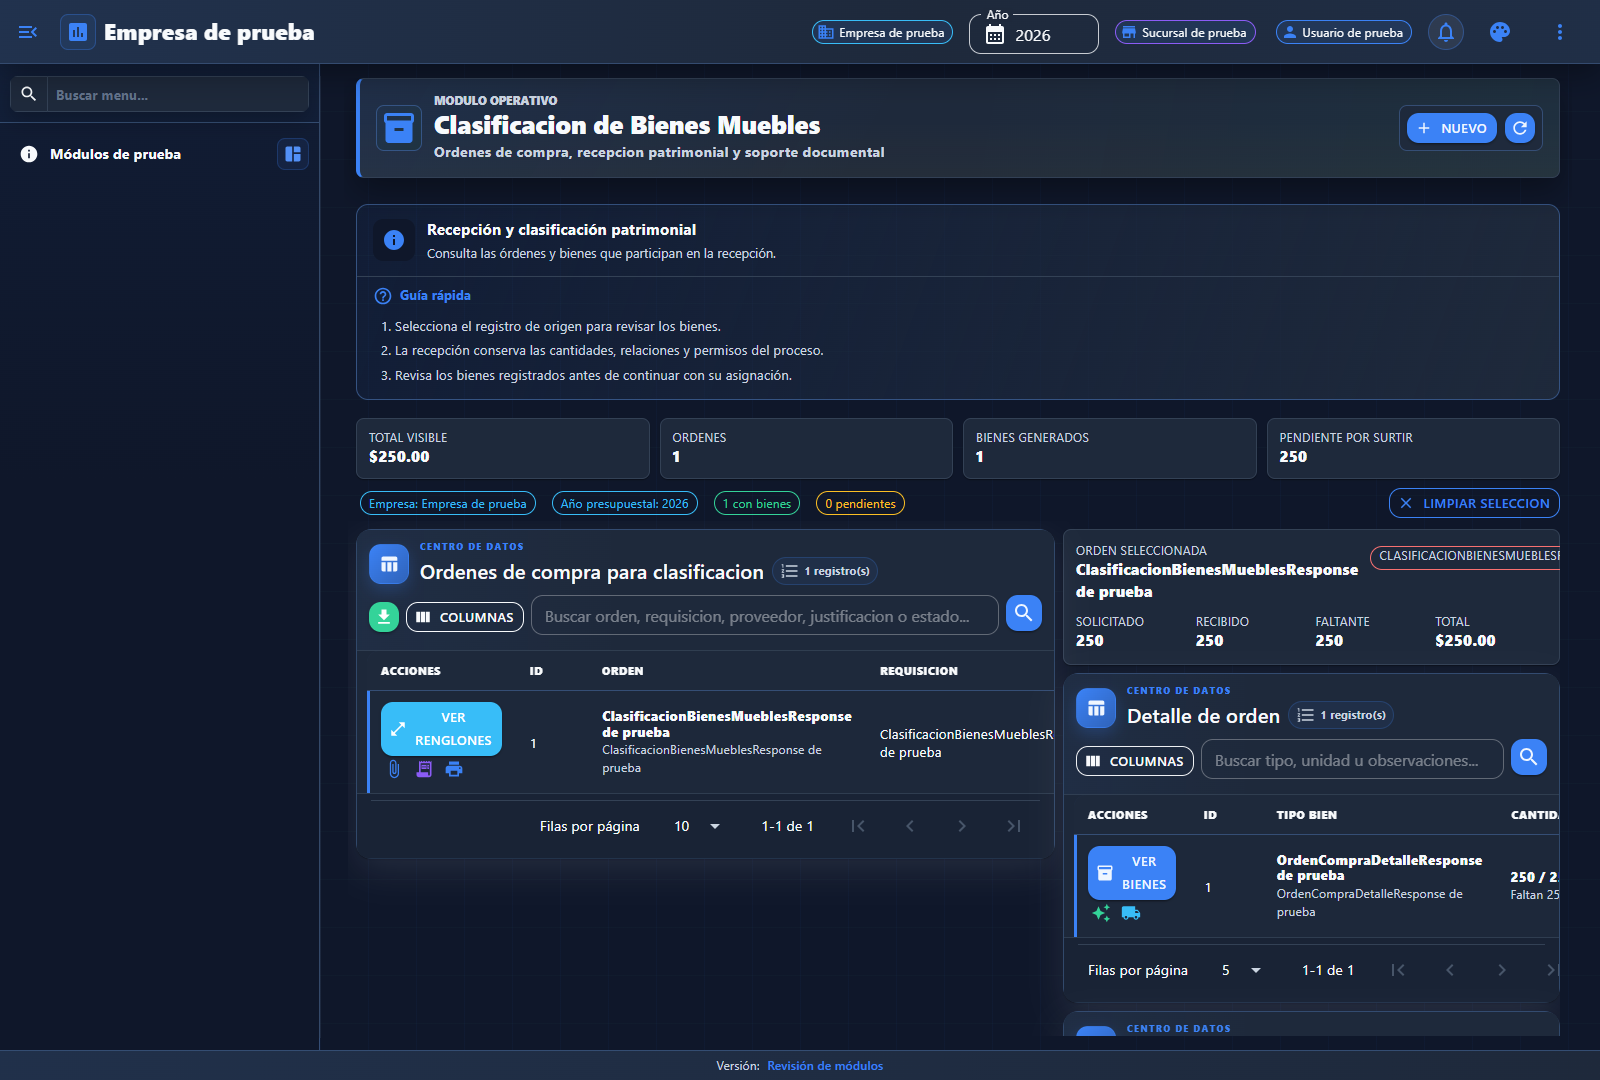 Empresa de prueba
Empresa de prueba
Año
2026
Sucursal de prueba
Usuario de prueba
Buscar menu...
Módulos de prueba
MODULO OPERATIVO
Clasificacion de Bienes Muebles
Ordenes de compra, recepcion patrimonial y soporte documental
NUEVO
Recepción y clasificación patrimonial
Consulta las órdenes y bienes que participan en la recepción.
Guía rápida
1. Selecciona el registro de origen para revisar los bienes.
2. La recepción conserva las cantidades, relaciones y permisos del proceso.
3. Revisa los bienes registrados antes de continuar con su asignación.
TOTAL VISIBLE
$250.00
ORDENES
1
BIENES GENERADOS
1
PENDIENTE POR SURTIR
250
Empresa: Empresa de prueba
Año presupuestal: 2026
1 con bienes
0 pendientes
LIMPIAR SELECCION
CENTRO DE DATOS
Ordenes de compra para clasificacion
1 registro(s)
COLUMNAS
Buscar orden, requisicion, proveedor, justificacion o estado...
ACCIONES ID ORDEN REQUISICION
VER
RENGLONES
1
ClasificacionBienesMueblesResponse
de prueba
ClasificacionBienesMueblesResponse de
prueba
ClasificacionBienesMueblesR
de prueba
Filas por página 10 1-1 de 1
ORDEN SELECCIONADA
ClasificacionBienesMueblesResponse
de prueba
CLASIFICACIONBIENESMUEBLESR
SOLICITADO
250
RECIBIDO
250
FALTANTE
250
TOTAL
$250.00
CENTRO DE DATOS
Detalle de orden
1 registro(s)
COLUMNAS
Buscar tipo, unidad u observaciones...
ACCIONES ID TIPO BIEN CANTID
VER
BIENES
1
OrdenCompraDetalleResponse
de prueba
OrdenCompraDetalleResponse de
prueba
250 / 2
Faltan 25
Filas por página 5 1-1 de 1
CENTRO DE DATOS
Versión: Revisión de módulos